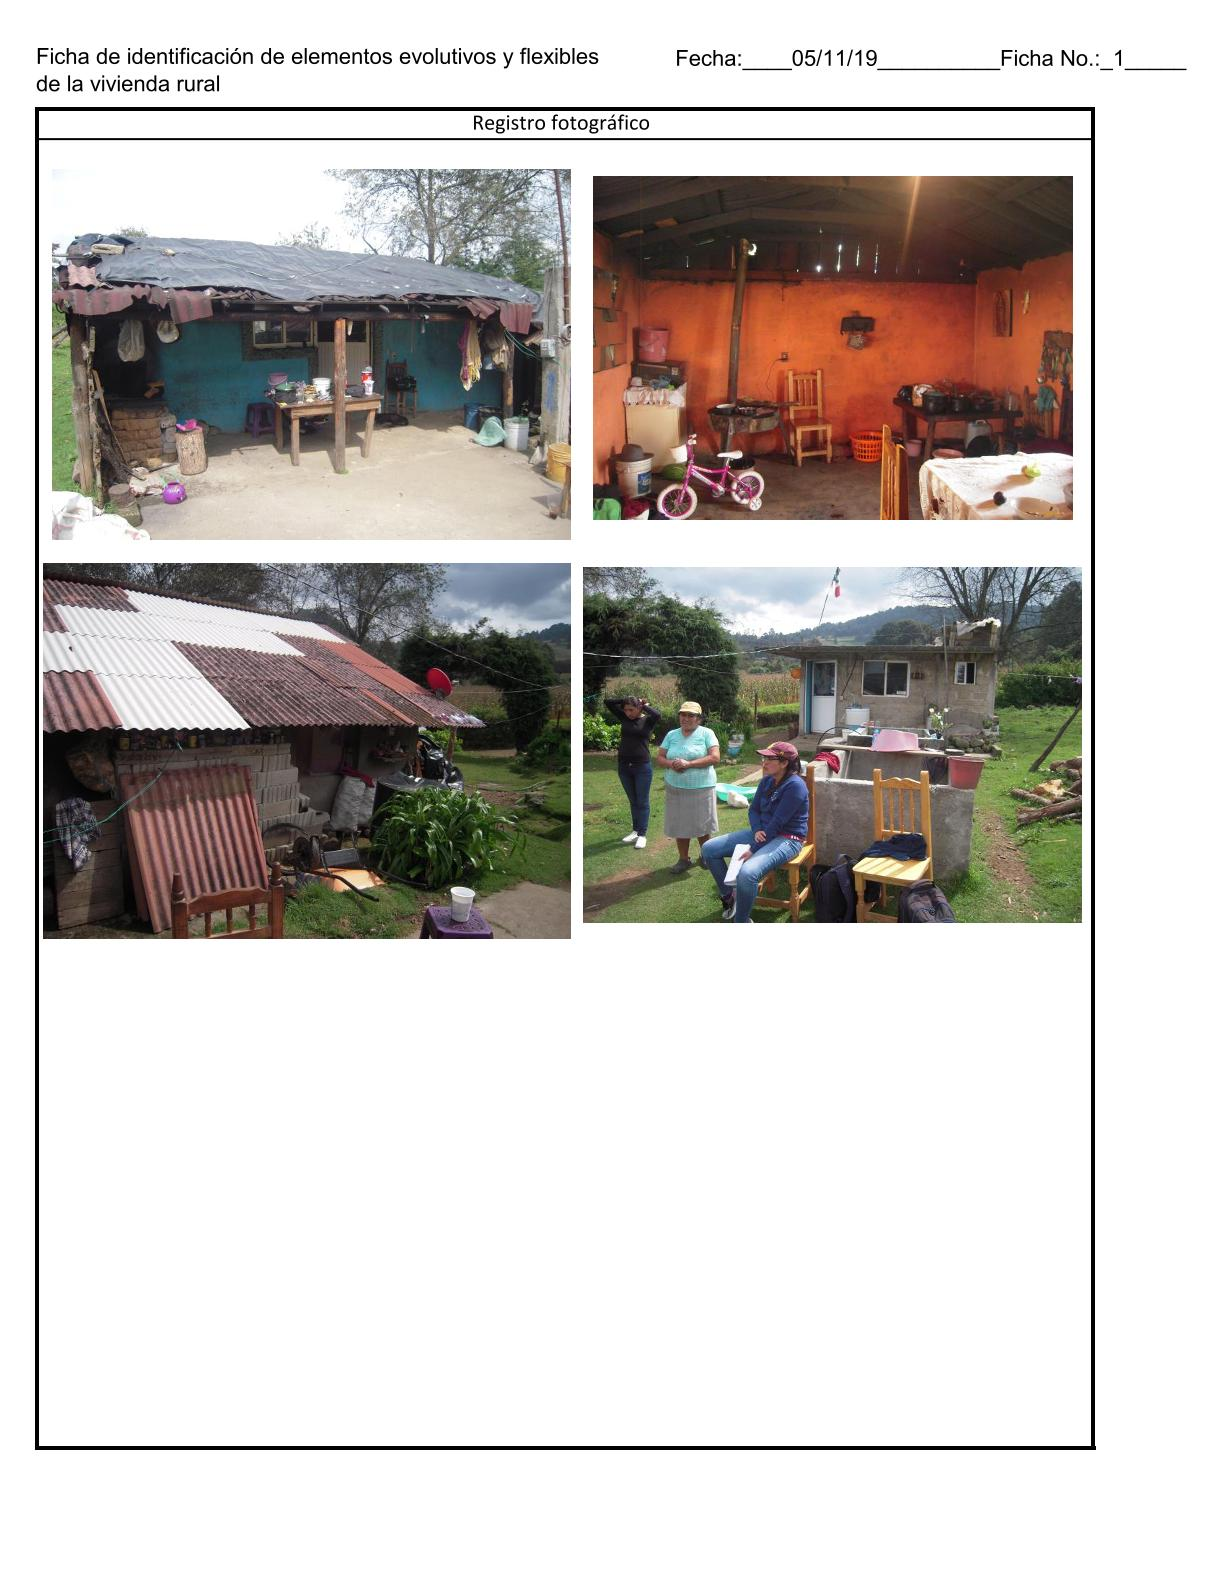 Ficha de identificación de elementos evolutivos y flexibles
de la vivienda rural
Fecha:____05/11/19__________Ficha No.:_1_____
Registro fotográfico